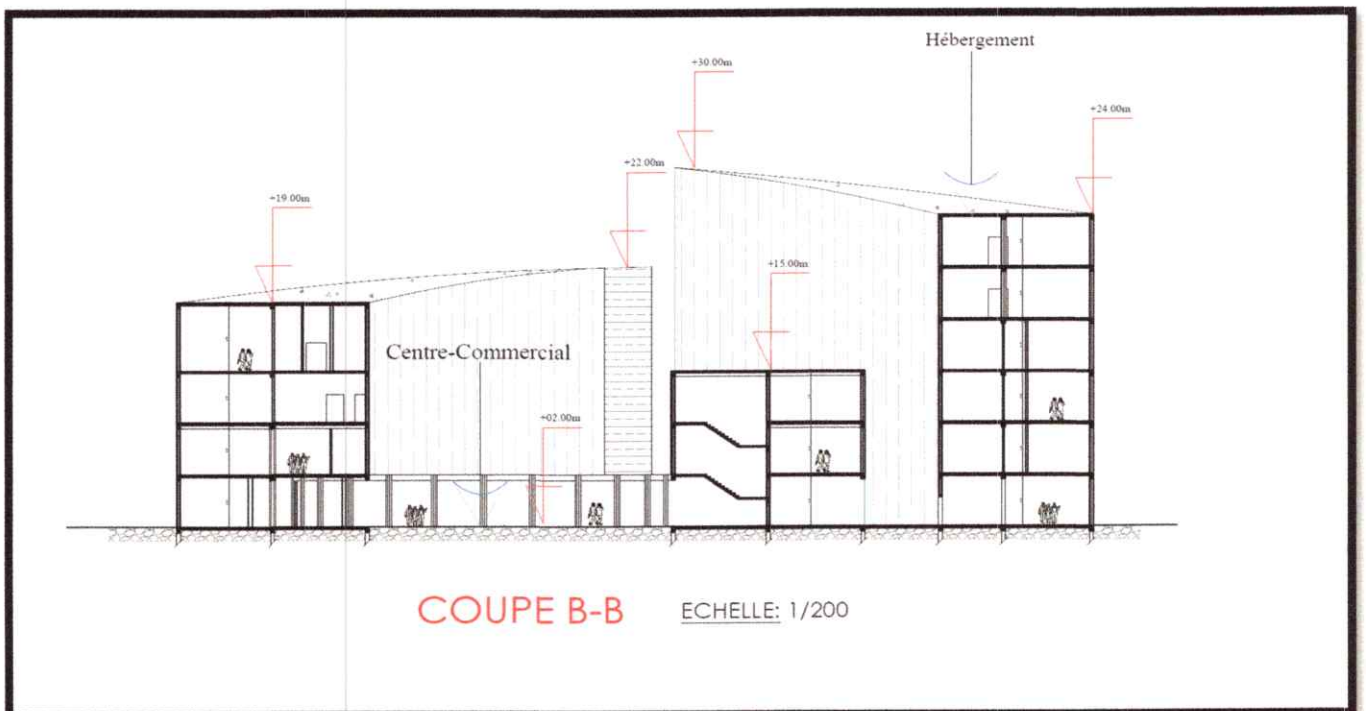 Hébergement
+30.00m
+24.00m
+22.00m
+19.00m
+15.00m
Centre-Commercial
+02.00m
COUPE B-B ECHELLE: 1/200